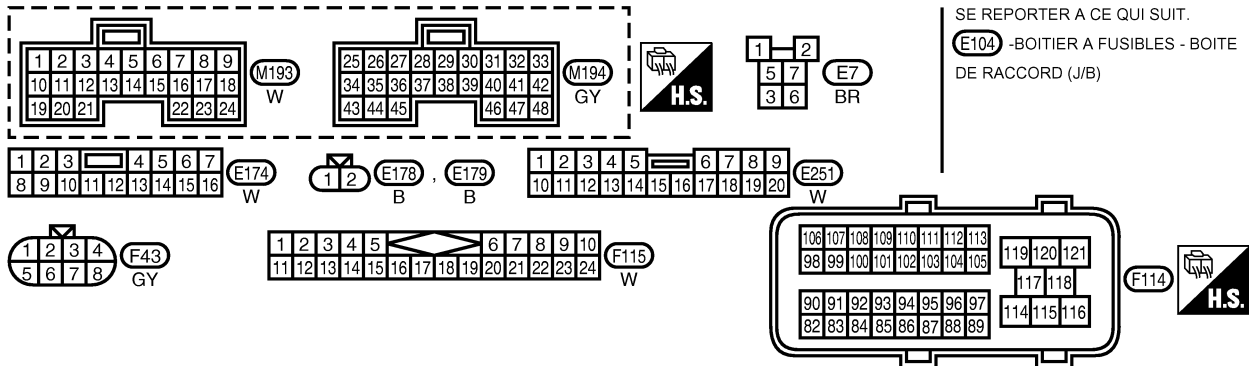 SE REPORTER A CE QUI SUIT.
E104 -BOITIER A FUSIBLES - BOITE
DE RACCORD (J/B)
1 2 3 4 5 6 7 8 9
10 11 12 13 14 15 16 17 18
19 20 21 22 23 24
M193
W
25 26 27 28 29 30 31 32 33
34 35 36 37 38 39 40 41 42
43 44 45 46 47 48
M194
GY
H.S.
1 2
5 7
3 6
E7
BR
1 2 3 4 5 6 7
8 9 10 11 12 13 14 15 16
E174
W
1 2
E178 , E179
B B
1 2 3 4 5 6 7 8 9
10 11 12 13 14 15 16 17 18 19 20
E251
W
1 2 3 4
5 6 7 8
F43
GY
1 2 3 4 5 6 7 8 9 10
11 12 13 14 15 16 17 18 19 20 21 22 23 24
F115
W
106 107 108 109 110 111 112 113
98 99 100 101 102 103 104 105
90 91 92 93 94 95 96 97
82 83 84 85 86 87 88 89
119 120 121
117 118
114 115 116
F114
H.S.